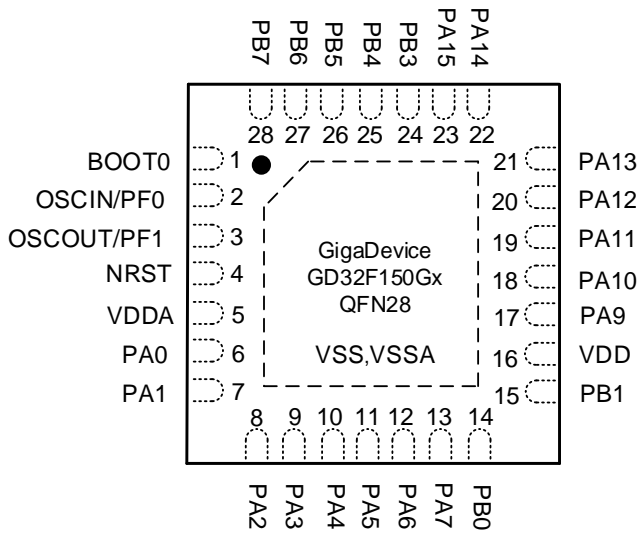 PB7 PB6 PB5 PB4 PB3 PA15 PA14
28 27 26 25 24 23 22
BOOT0 1
OSCIN/PF0 2
OSCOUT/PF1 3
NRST 4
VDDA 5
PA0 6
PA1 7
GigaDevice
GD32F150Gx
QFN28
VSS,VSSA
21 PA13
20 PA12
19 PA11
18 PA10
17 PA9
16 VDD
15 PB1
8 9 10 11 12 13 14
PA2 PA3 PA4 PA5 PA6 PA7 PB0